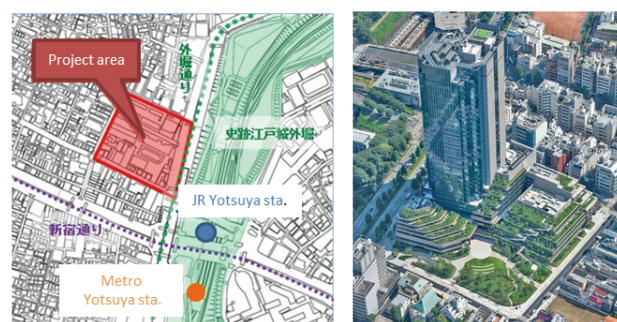 Project area
外堀通り
史跡江戸城外堀
JR Yotsuya sta.
新宿通り
Metro
Yotsuya sta.